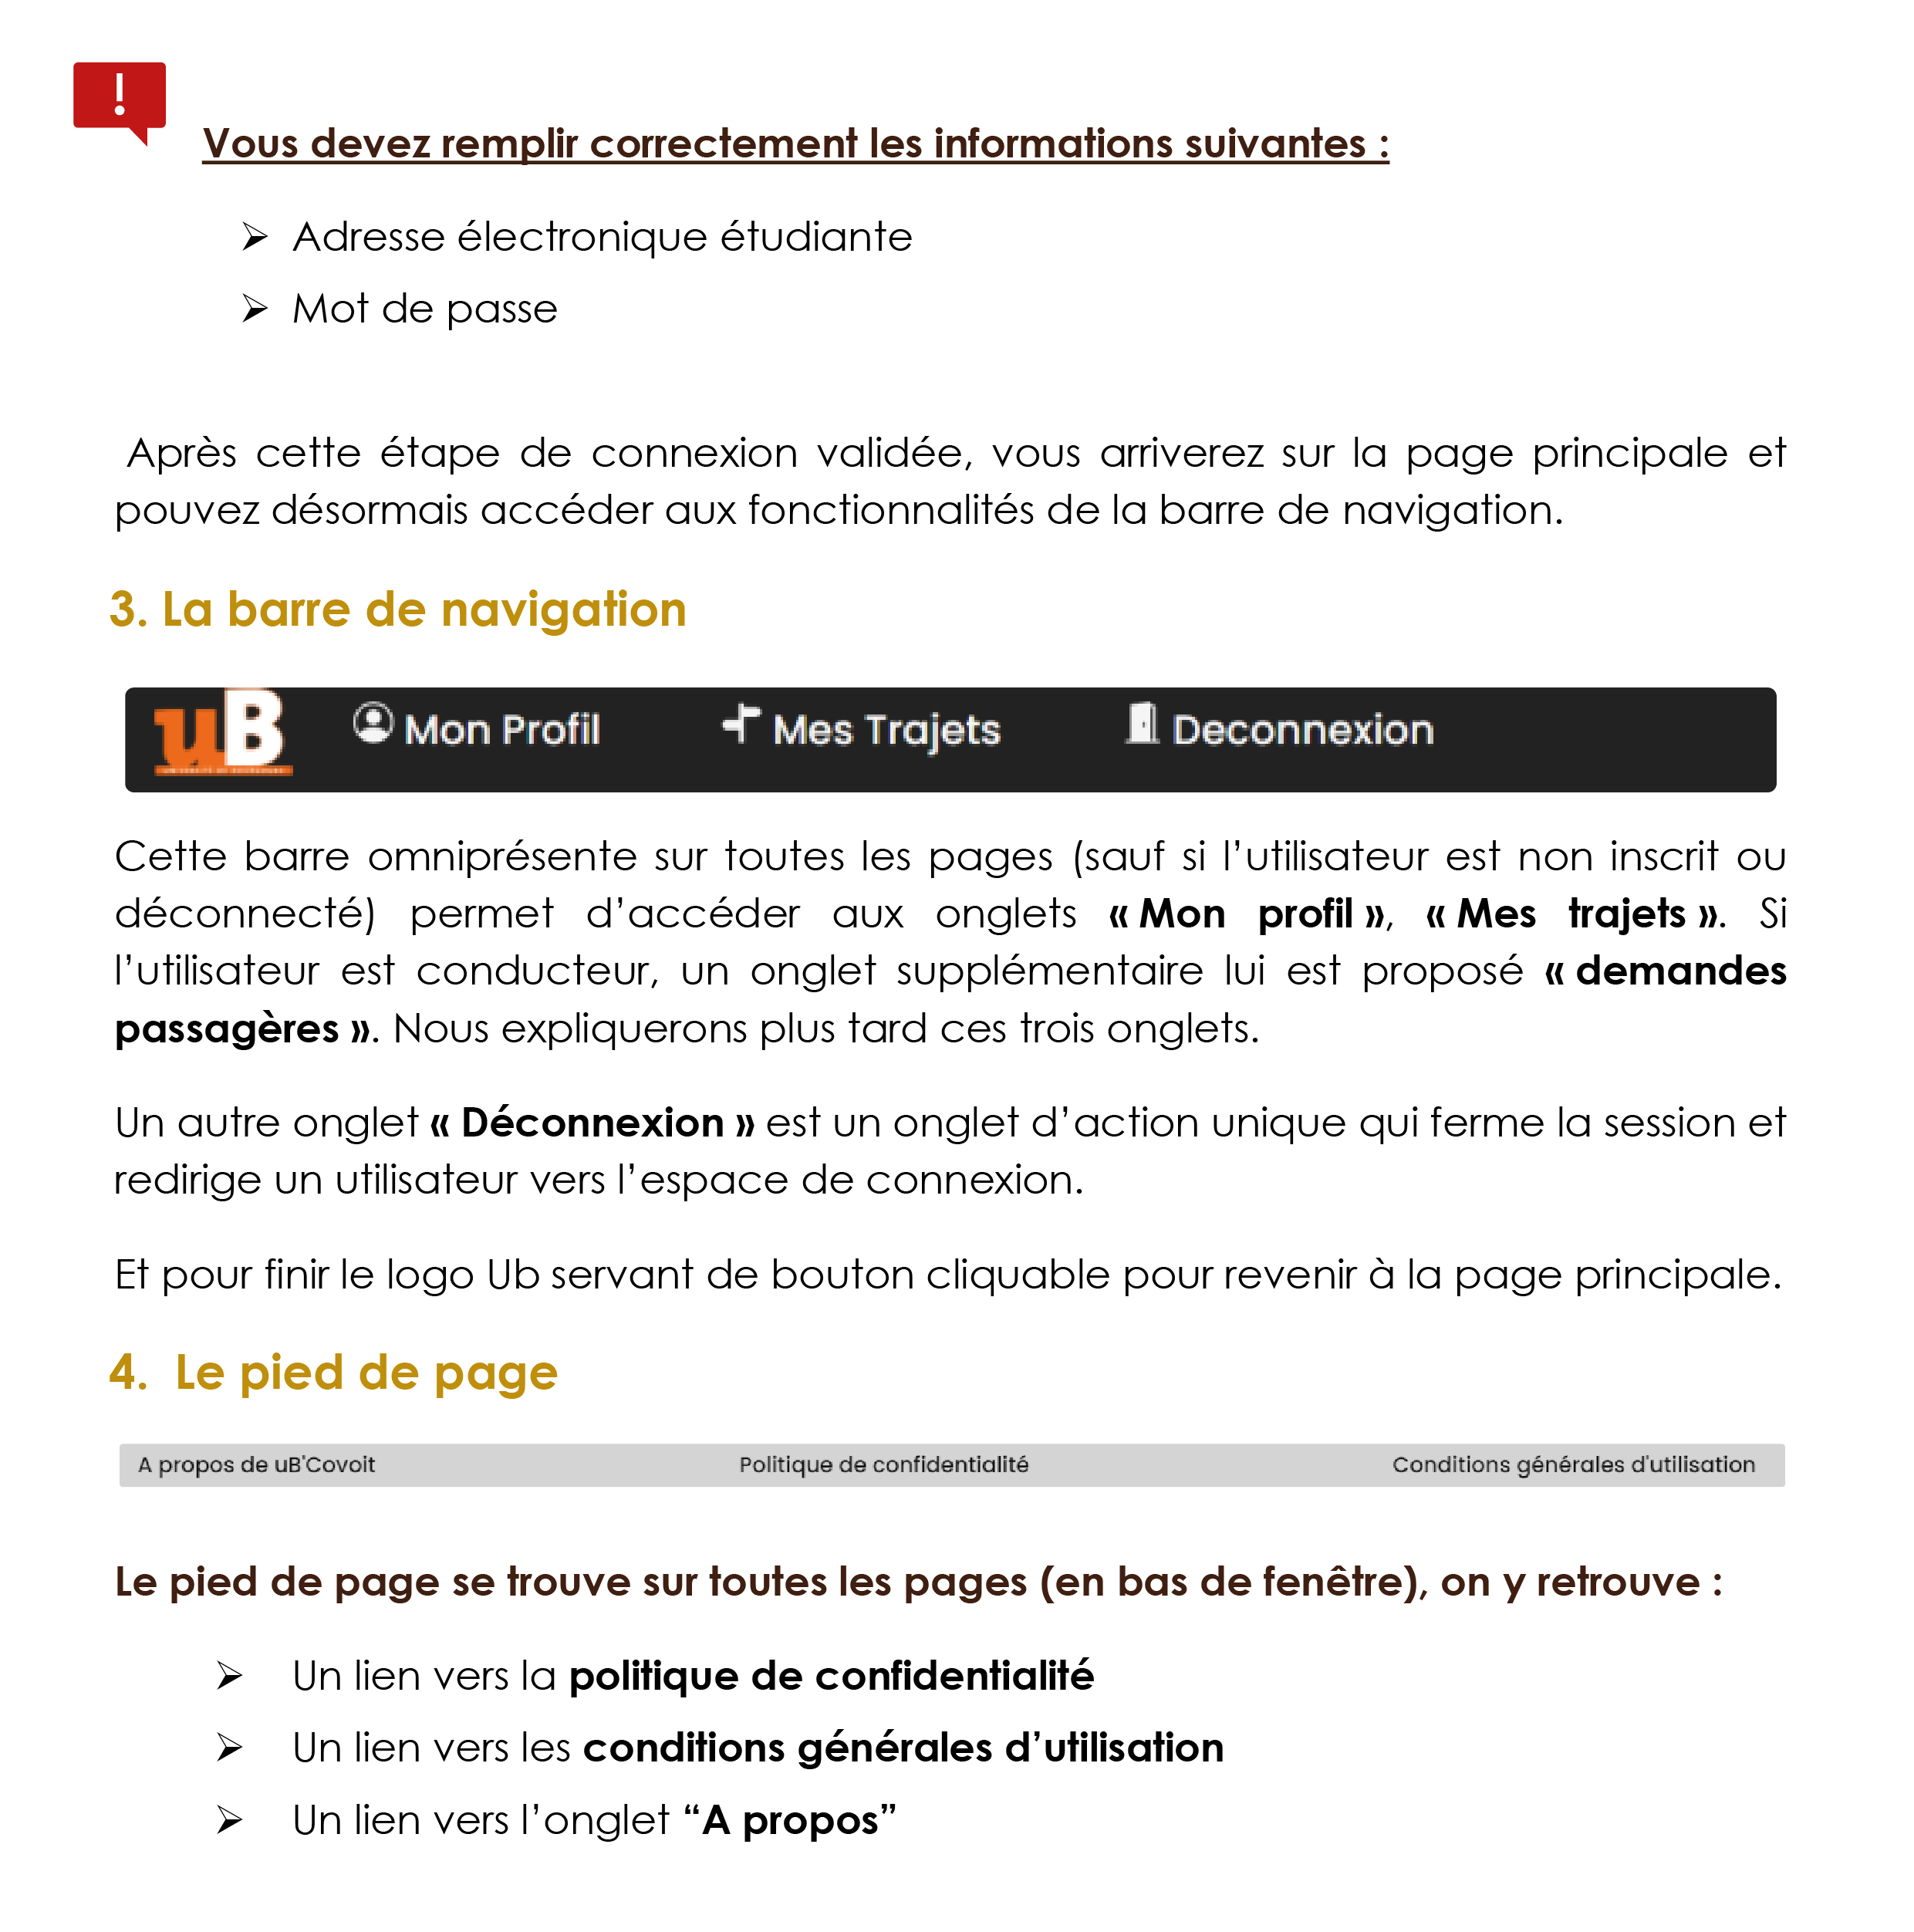 !
Vous devez remplir correctement les informations suivantes :
➢ Adresse électronique étudiante
➢ Mot de passe
Après cette étape de connexion validée, vous arriverez sur la page principale et
pouvez désormais accéder aux fonctionnalités de la barre de navigation.
3. La barre de navigation
uB Mon Profil Mes Trajets Deconnexion
Cette barre omniprésente sur toutes les pages (sauf si l’utilisateur est non inscrit ou
déconnecté) permet d’accéder aux onglets « Mon profil », « Mes trajets ». Si
l’utilisateur est conducteur, un onglet supplémentaire lui est proposé « demandes
passagères ». Nous expliquerons plus tard ces trois onglets.
Un autre onglet « Déconnexion » est un onglet d’action unique qui ferme la session et
redirige un utilisateur vers l’espace de connexion.
Et pour finir le logo Ub servant de bouton cliquable pour revenir à la page principale.
4. Le pied de page
A propos de uB'Covoit Politique de confidentialité Conditions générales d'utilisation
Le pied de page se trouve sur toutes les pages (en bas de fenêtre), on y retrouve :
➢ Un lien vers la politique de confidentialité
➢ Un lien vers les conditions générales d’utilisation
➢ Un lien vers l’onglet “A propos”